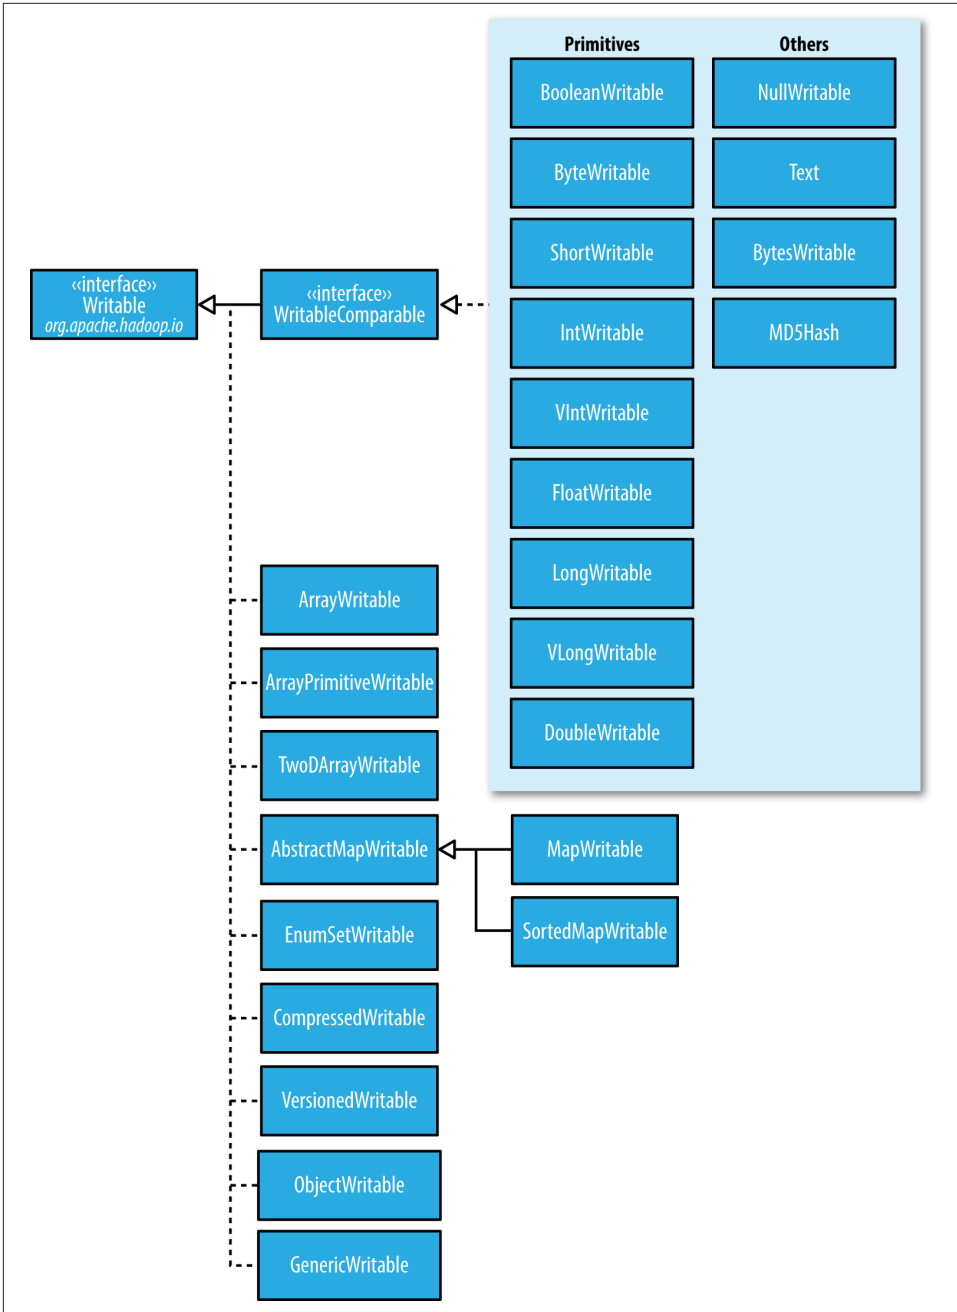 Primitives
Others
BooleanWritable
NullWritable
ByteWritable
Text
ShortWritable
BytesWritable
‹‹interface››
Writable
org.apache.hadoop.io
‹‹interface››
WritableComparable
IntWritable
MD5Hash
VIntWritable
FloatWritable
LongWritable
VLongWritable
DoubleWritable
ArrayWritable
ArrayPrimitiveWritable
TwoDArrayWritable
AbstractMapWritable
MapWritable
SortedMapWritable
EnumSetWritable
CompressedWritable
VersionedWritable
ObjectWritable
GenericWritable